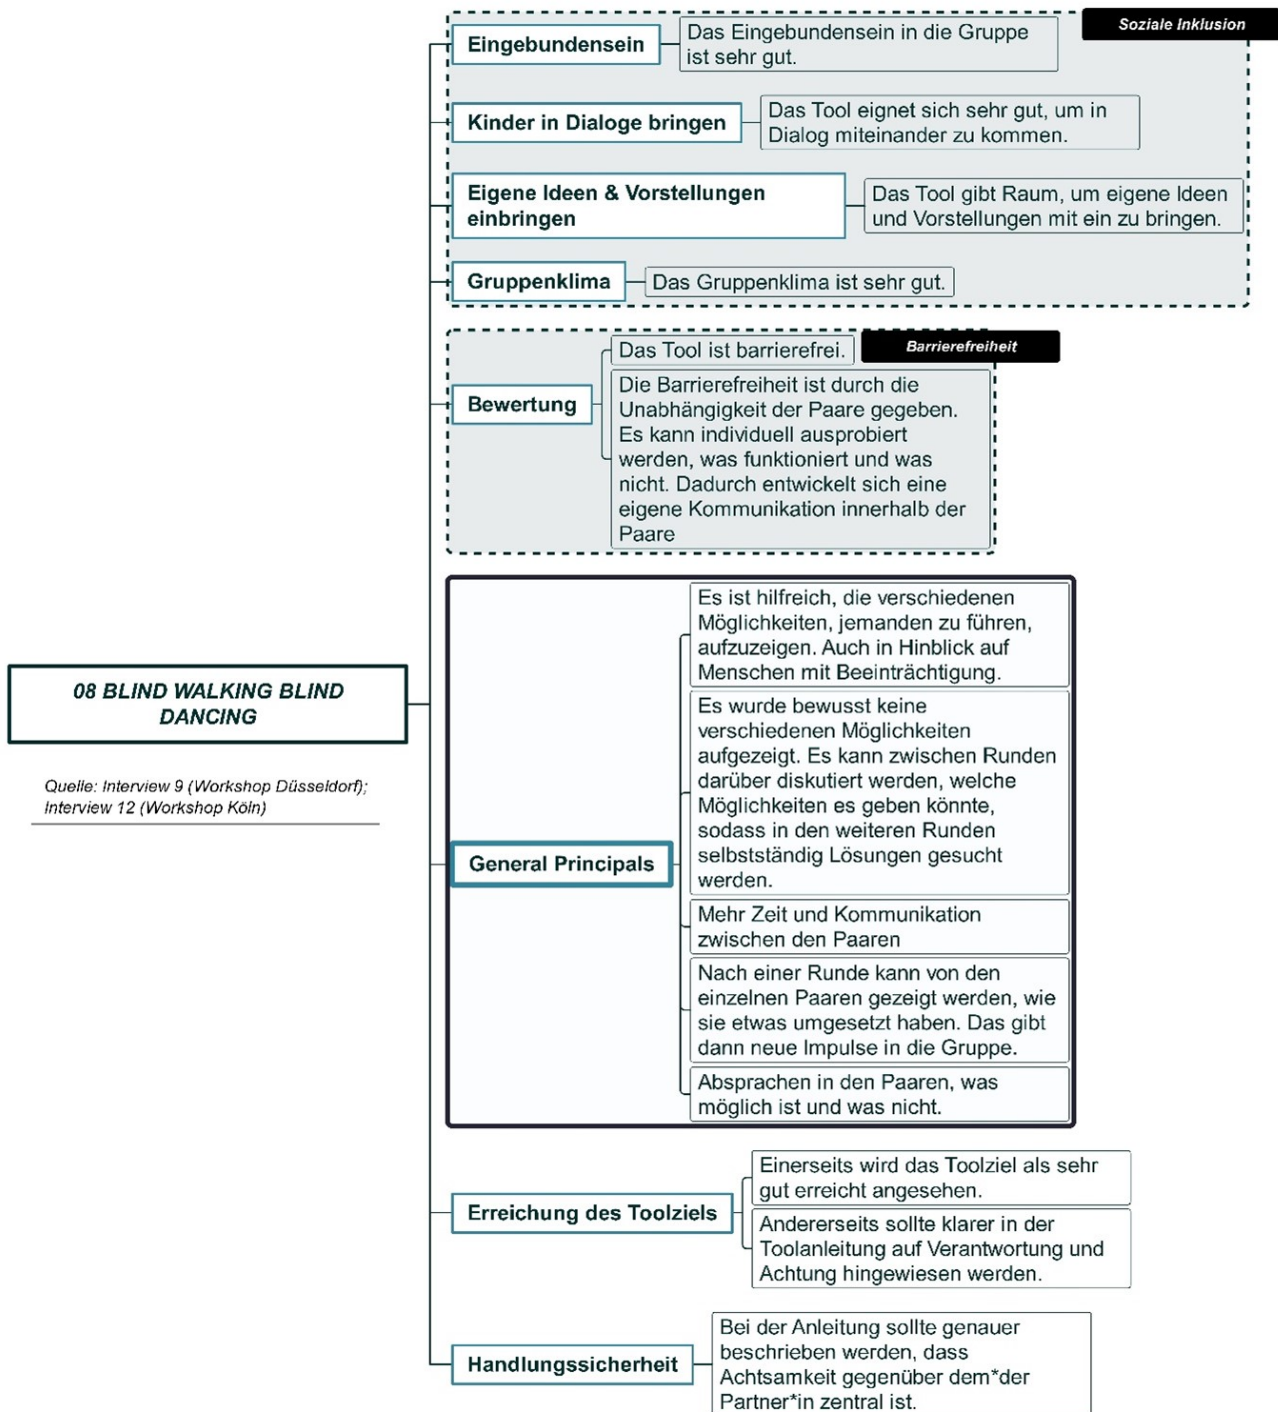 Soziale Inklusion
Eingebundensein
Das Eingebundensein in die Gruppe
ist sehr gut.
Kinder in Dialoge bringen
Das Tool eignet sich sehr gut, um in
Dialog miteinander zu kommen.
Eigene Ideen & Vorstellungen
einbringen
Das Tool gibt Raum, um eigene Ideen
und Vorstellungen mit ein zu bringen.
Gruppenklima
Das Gruppenklima ist sehr gut.
Barrierefreiheit
Bewertung
Das Tool ist barrierefrei.
Die Barrierefreiheit ist durch die
Unabhängigkeit der Paare gegeben.
Es kann individuell ausprobiert
werden, was funktioniert und was
nicht. Dadurch entwickelt sich eine
eigene Kommunikation innerhalb der
Paare
08 BLIND WALKING BLIND
DANCING
Quelle: Interview 9 (Workshop Düsseldorf);
Interview 12 (Workshop Köln)
General Principals
Es ist hilfreich, die verschiedenen
Möglichkeiten, jemanden zu führen,
aufzuzeigen. Auch in Hinblick auf
Menschen mit Beeinträchtigung.
Es wurde bewusst keine
verschiedenen Möglichkeiten
aufgezeigt. Es kann zwischen Runden
darüber diskutiert werden, welche
Möglichkeiten es geben könnte,
sodass in den weiteren Runden
selbstständig Lösungen gesucht
werden.
Mehr Zeit und Kommunikation
zwischen den Paaren
Nach einer Runde kann von den
einzelnen Paaren gezeigt werden, wie
sie etwas umgesetzt haben. Das gibt
dann neue Impulse in die Gruppe.
Absprachen in den Paaren, was
möglich ist und was nicht.
Erreichung des Toolziels
Einerseits wird das Toolziel als sehr
gut erreicht angesehen.
Andererseits sollte klarer in der
Toolanleitung auf Verantwortung und
Achtung hingewiesen werden.
Handlungssicherheit
Bei der Anleitung sollte genauer
beschrieben werden, dass
Achtsamkeit gegenüber dem*der
Partner*in zentral ist.